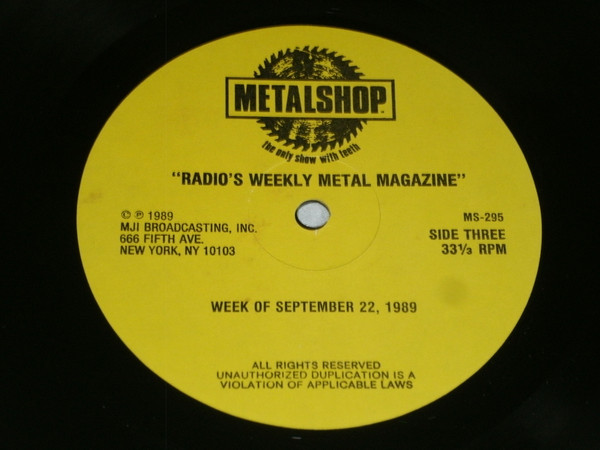 METALSHOP
the only show with teeth
"RADIO'S WEEKLY METAL MAGAZINE"
© ℗ 1989
MJI BROADCASTING, INC.
666 FIFTH AVE.
NEW YORK, NY 10103
MS-295
SIDE THREE
33⅓ RPM
WEEK OF SEPTEMBER 22, 1989
ALL RIGHTS RESERVED
UNAUTHORIZED DUPLICATION IS A
VIOLATION OF APPLICABLE LAWS